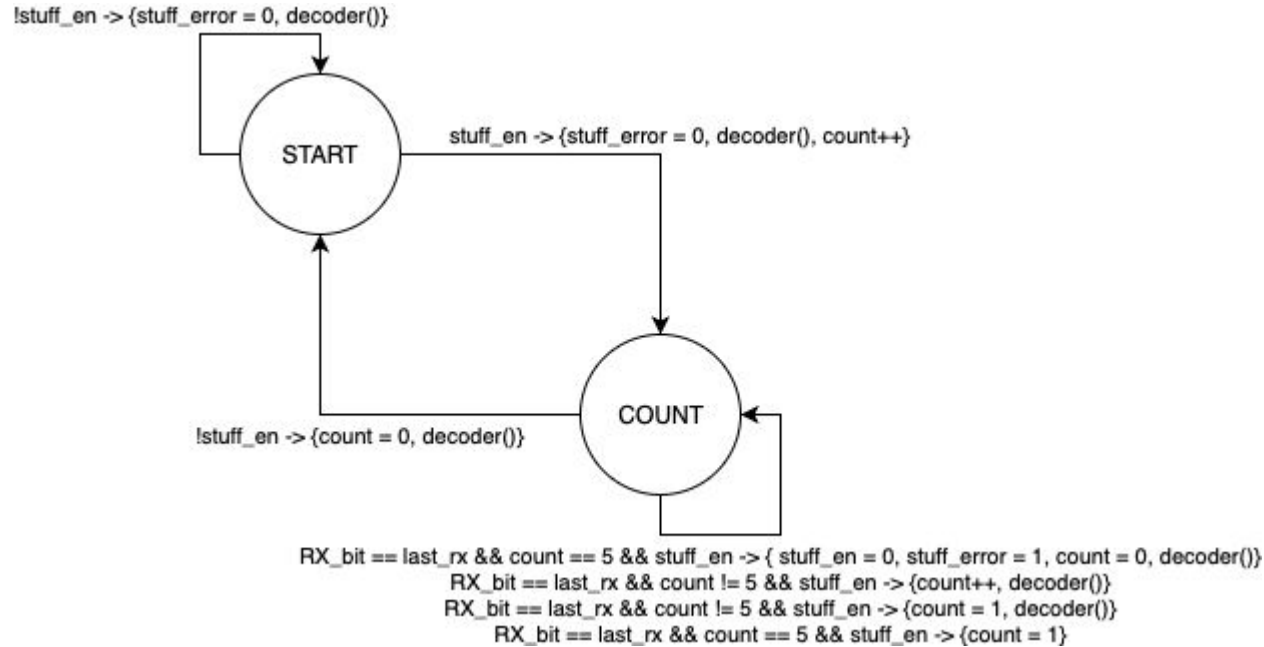 !stuff_en -> {stuff_error = 0, decoder()}
stuff_en -> {stuff_error = 0, decoder(), count++}
START
COUNT
!stuff_en -> {count = 0, decoder()}
RX_bit == last_rx && count == 5 && stuff_en -> { stuff_en = 0, stuff_error = 1, count = 0, decoder()}
RX_bit == last_rx && count != 5 && stuff_en -> {count++, decoder()}
RX_bit == last_rx && count != 5 && stuff_en -> {count = 1, decoder()}
RX_bit == last_rx && count == 5 && stuff_en -> {count = 1}